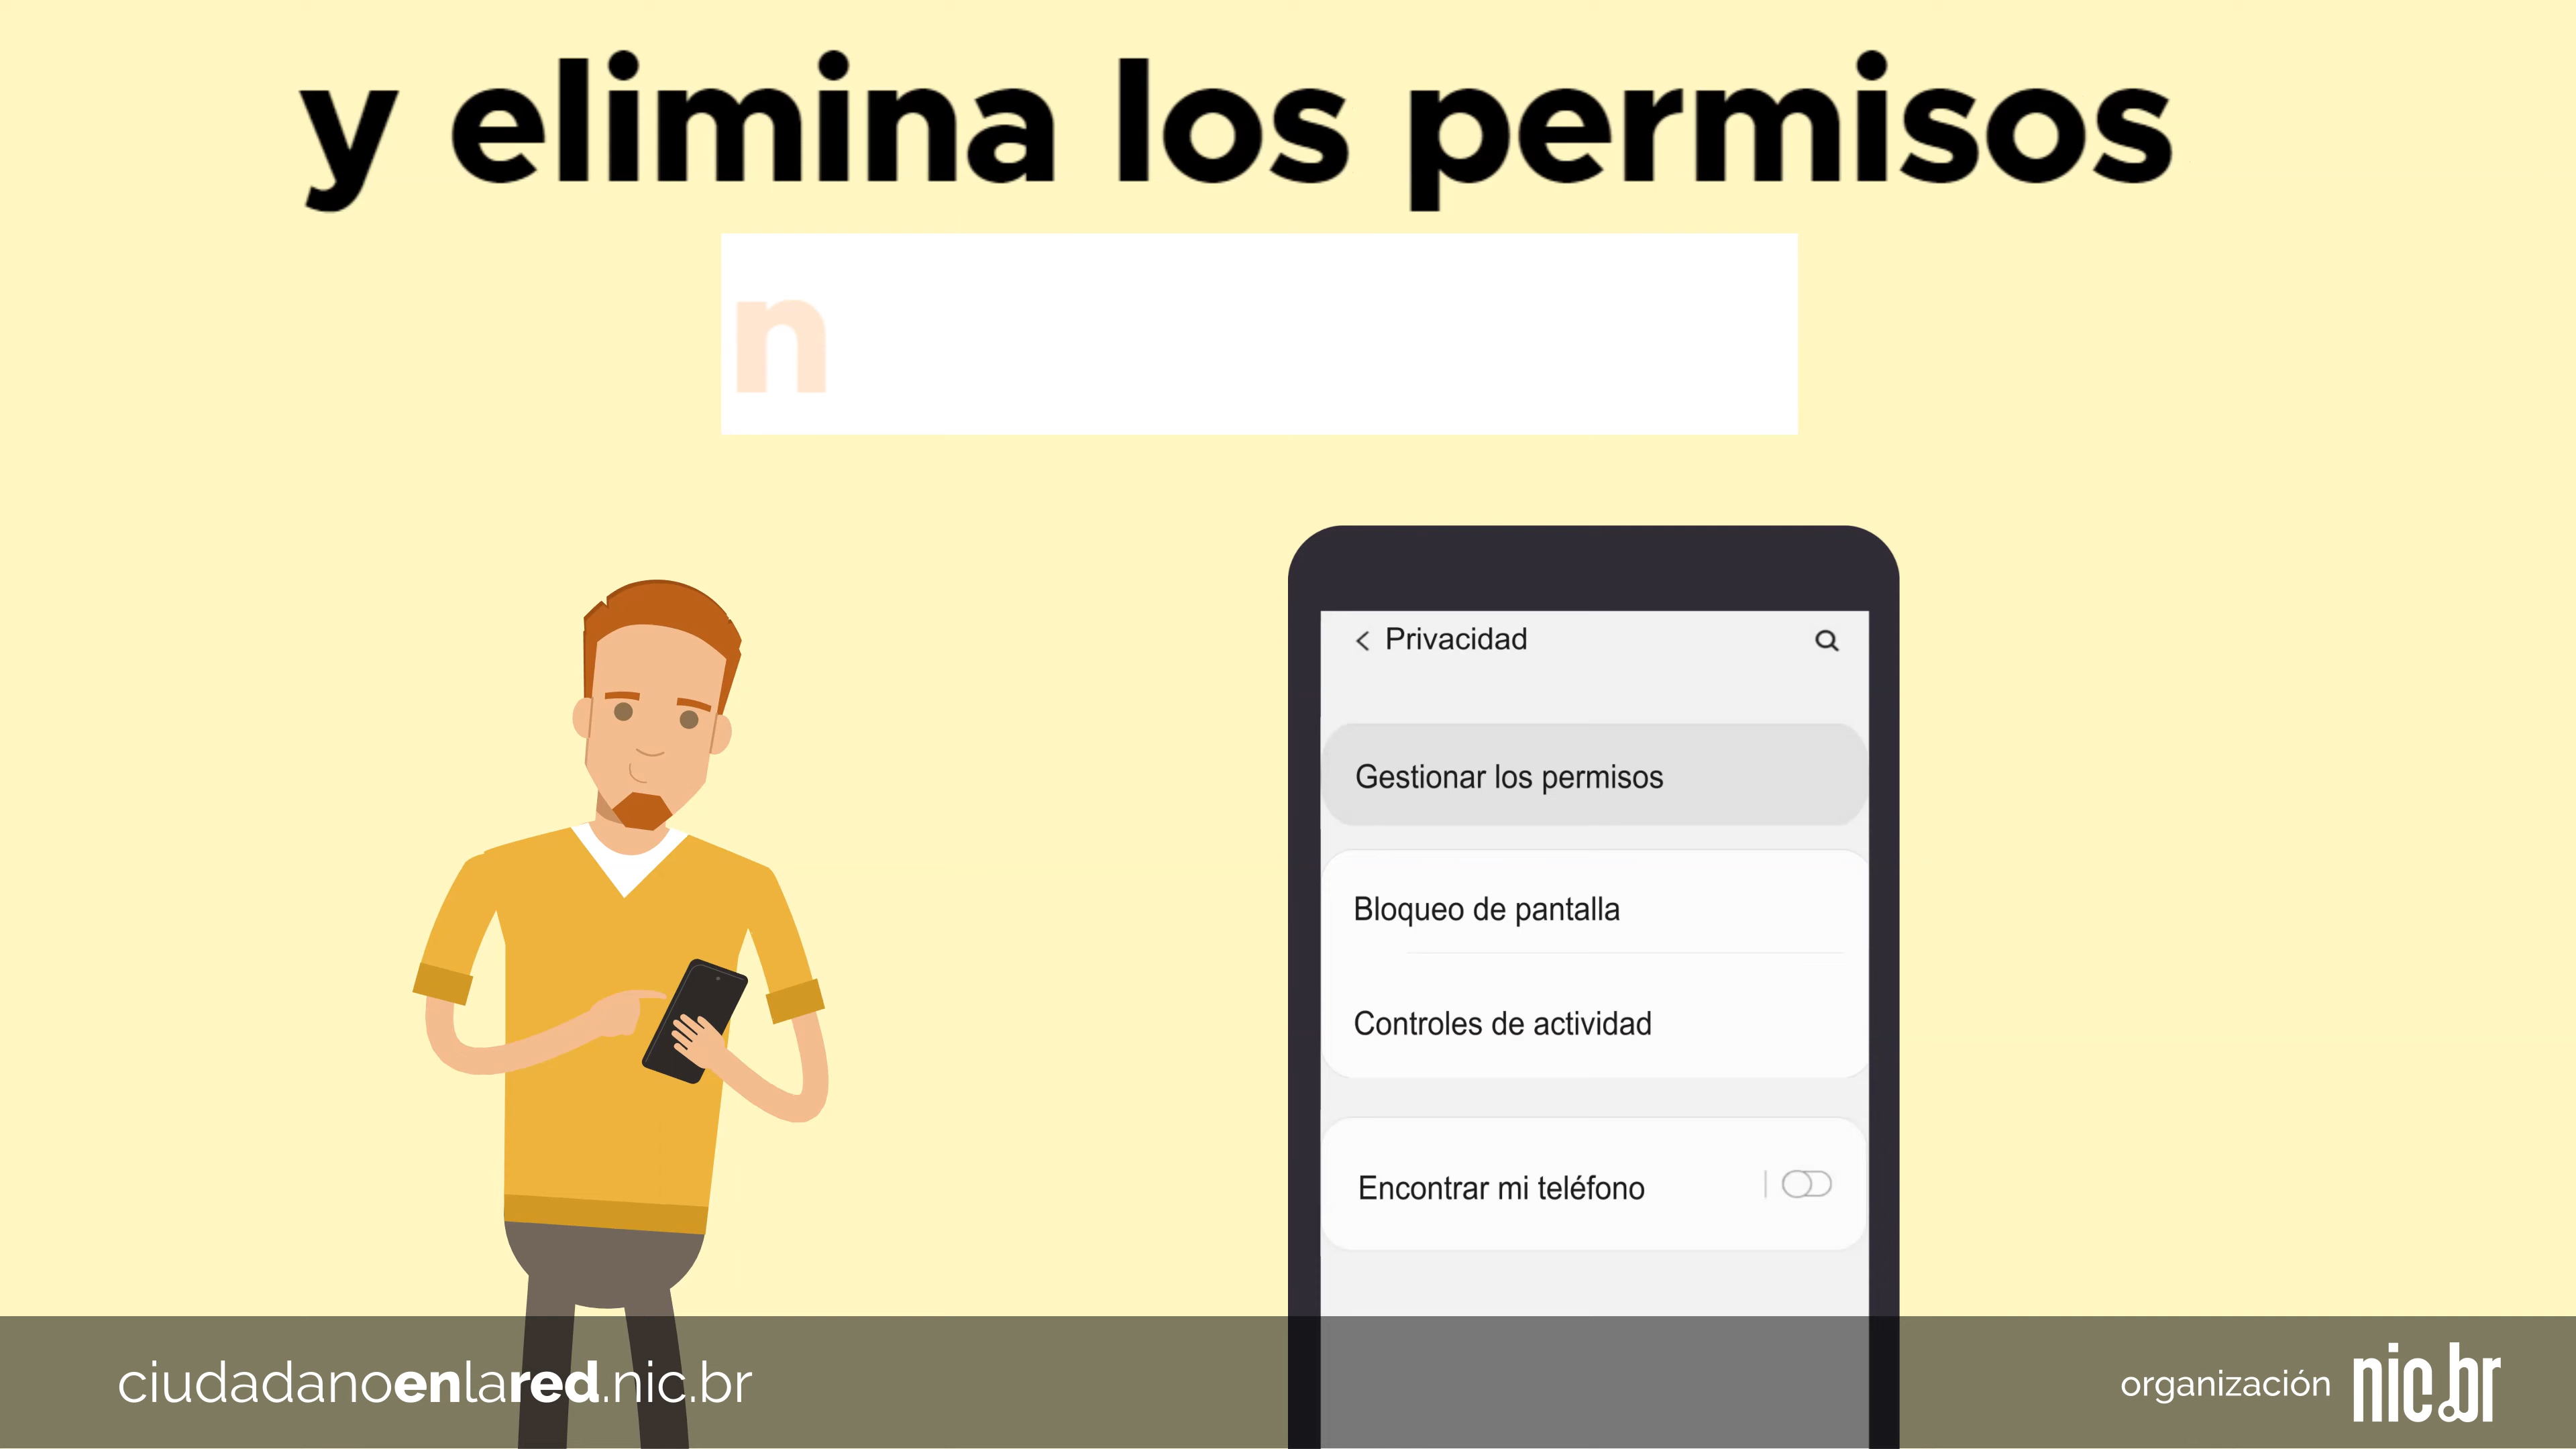 y elimina los permisos
n
Privacidad
Gestionar los permisos
Bloqueo de pantalla
Controles de actividad
Encontrar mi teléfono
ciudadanoenlared.nic.br
organización nic.br